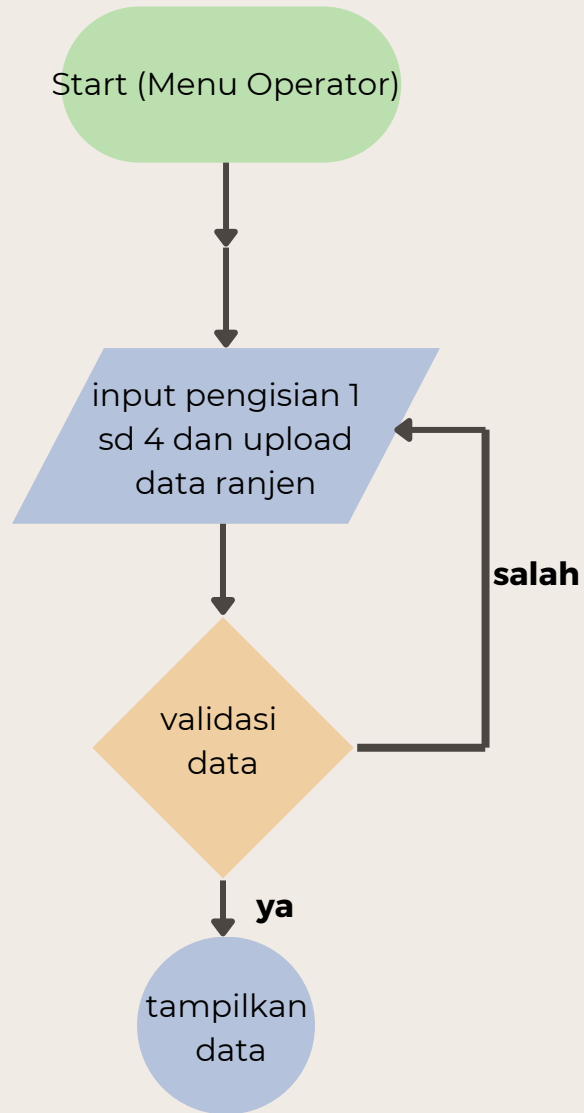 Start (Menu Operator)
input pengisian 1
sd 4 dan upload
data ranjen
salah
validasi
data
ya
tampilkan
data